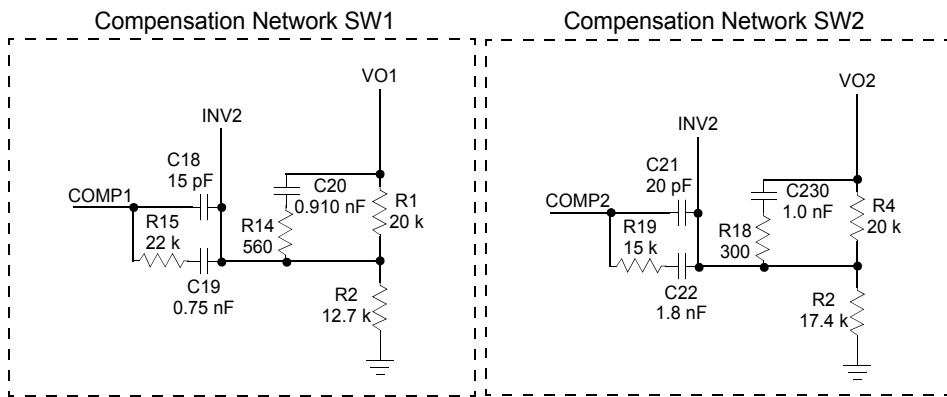 Compensation Network SW1
VO1
INV2
C18
15 pF
COMP1
C20
0.910 nF
R1
20 k
R15
22 k
R14
560
C19
0.75 nF
R2
12.7 k
Compensation Network SW2
VO2
INV2
C21
20 pF
COMP2
C230
1.0 nF
R4
20 k
R19
15 k
R18
300
C22
1.8 nF
R2
17.4 k